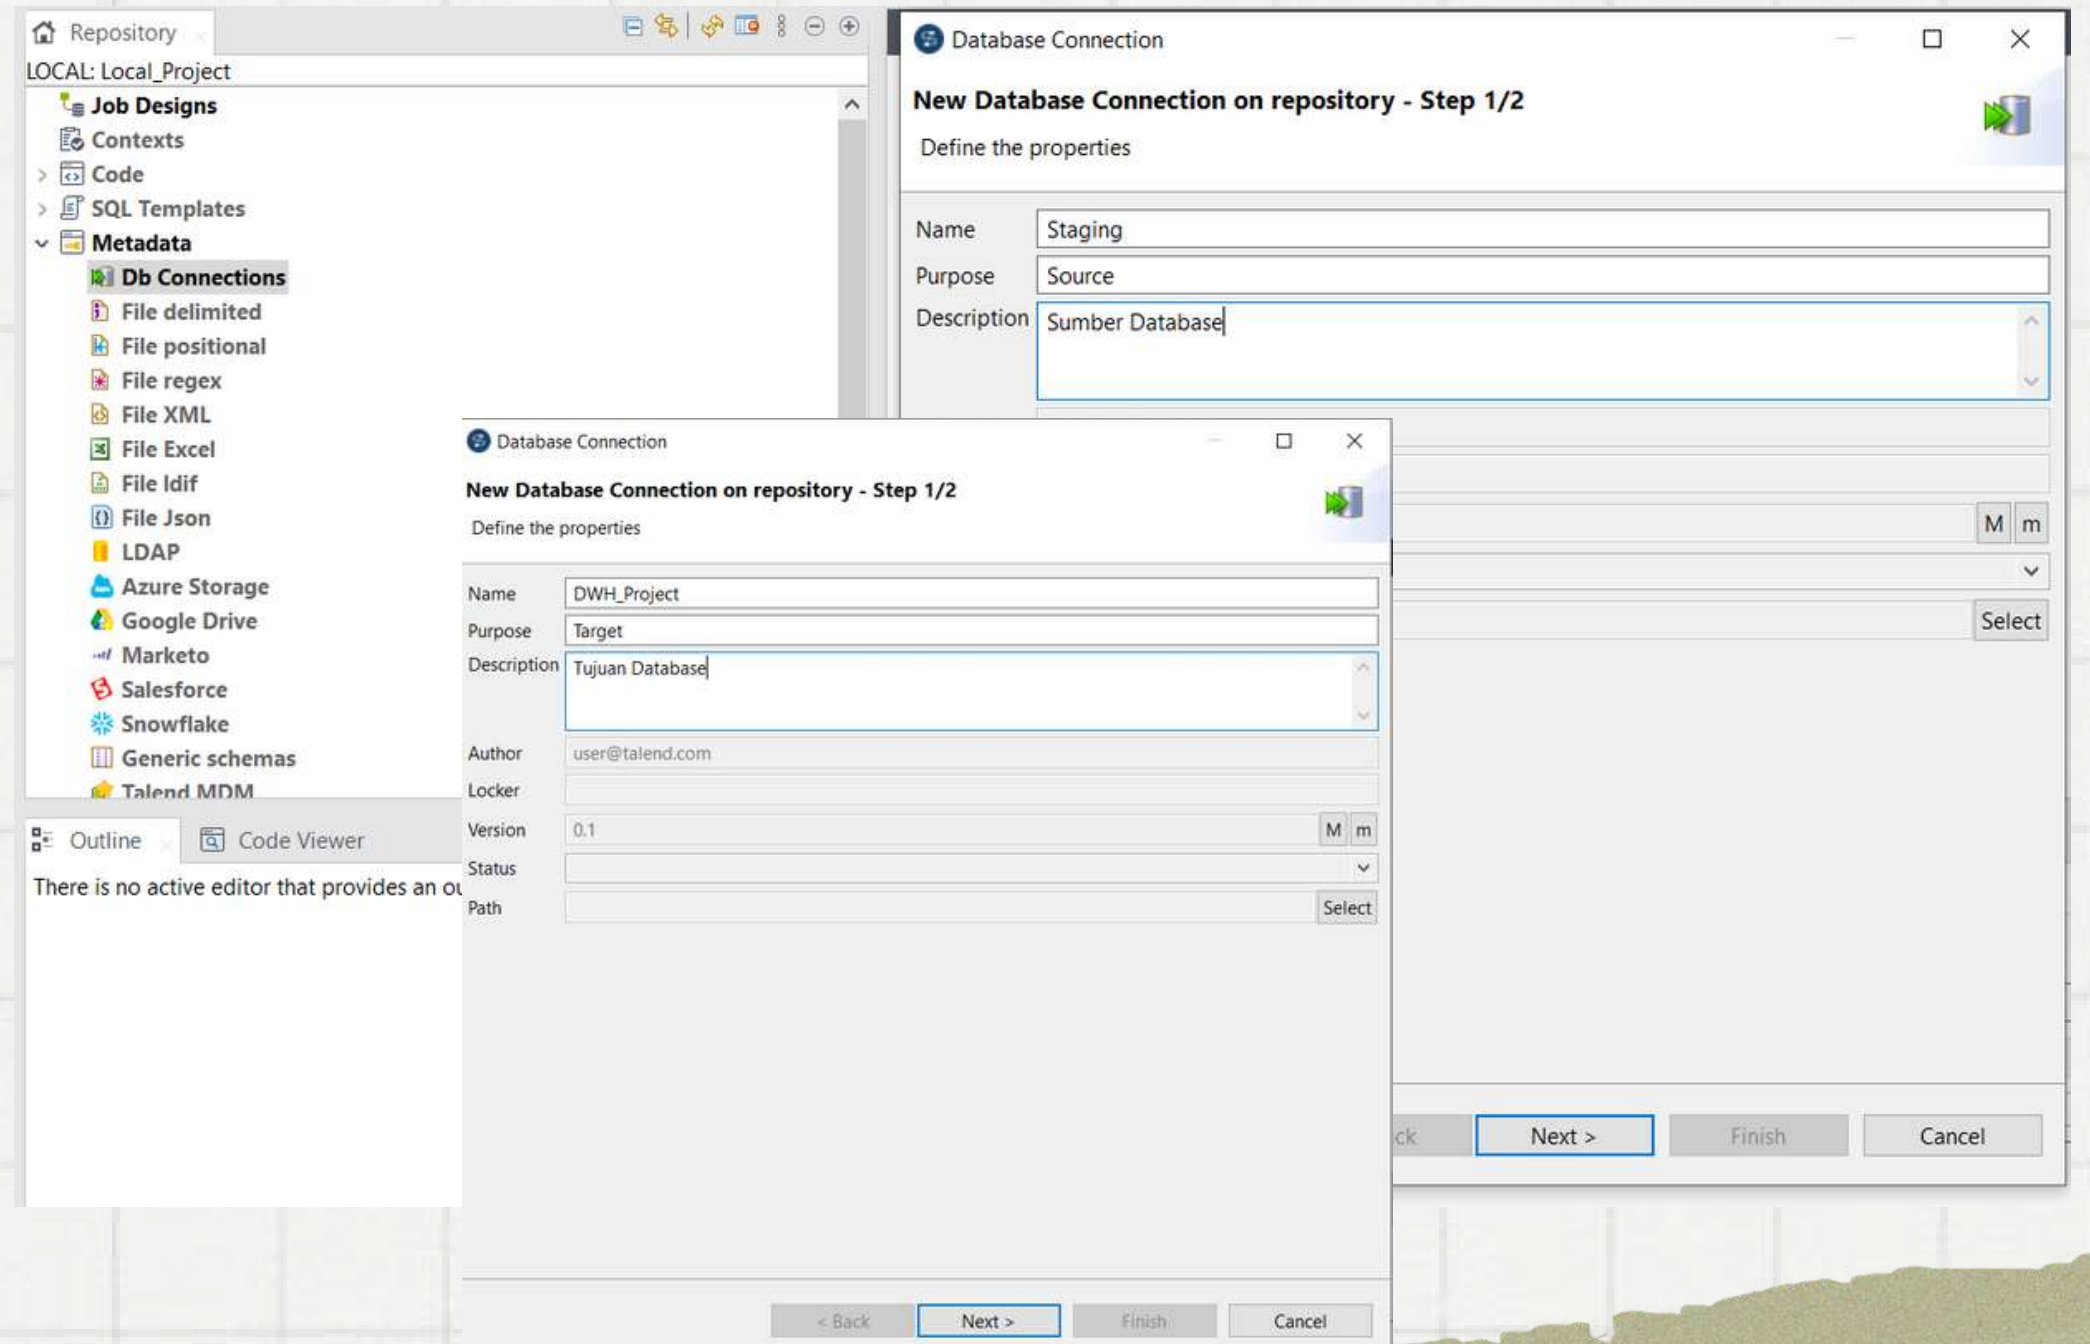 Repository
LOCAL: Local_Project
Job Designs
Contexts
Code
SQL Templates
Metadata
Db Connections
File delimited
File positional
File regex
File XML
File Excel
File ldif
File Json
LDAP
Azure Storage
Google Drive
Marketo
Salesforce
Snowflake
Generic schemas
Talend MDM
Outline
Code Viewer
There is no active editor that provides an ou
Database Connection
New Database Connection on repository - Step 1/2
Define the properties
Name Staging
Purpose Source
Description Sumber Database
M m
Select
ck Next > Finish Cancel
Database Connection
New Database Connection on repository - Step 1/2
Define the properties
Name DWH_Project
Purpose Target
Description Tujuan Database
Author user@talend.com
Locker
Version 0.1 M m
Status
Path Select
< Back Next > Finish Cancel